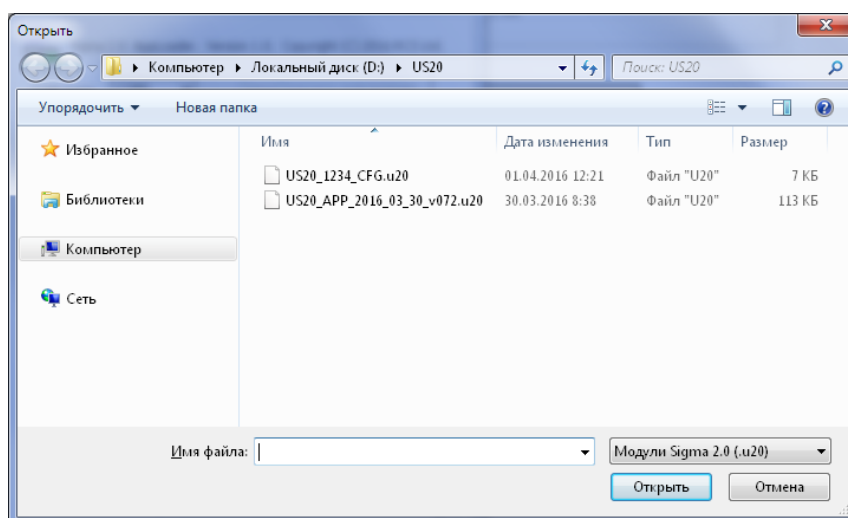 Открыть
Компьютер Локальный диск (D:) US20
Поиск: US20
Упорядочить Новая папка
Избранное
Библиотеки
Компьютер
Сеть
Имя Дата изменения Тип Размер
US20_1234_CFG.u20 01.04.2016 12:21 Файл "U20" 7 КБ
US20_APP_2016_03_30_v072.u20 30.03.2016 8:38 Файл "U20" 113 КБ
Имя файла:
Модули Sigma 2.0 (.u20)
Открыть Отмена